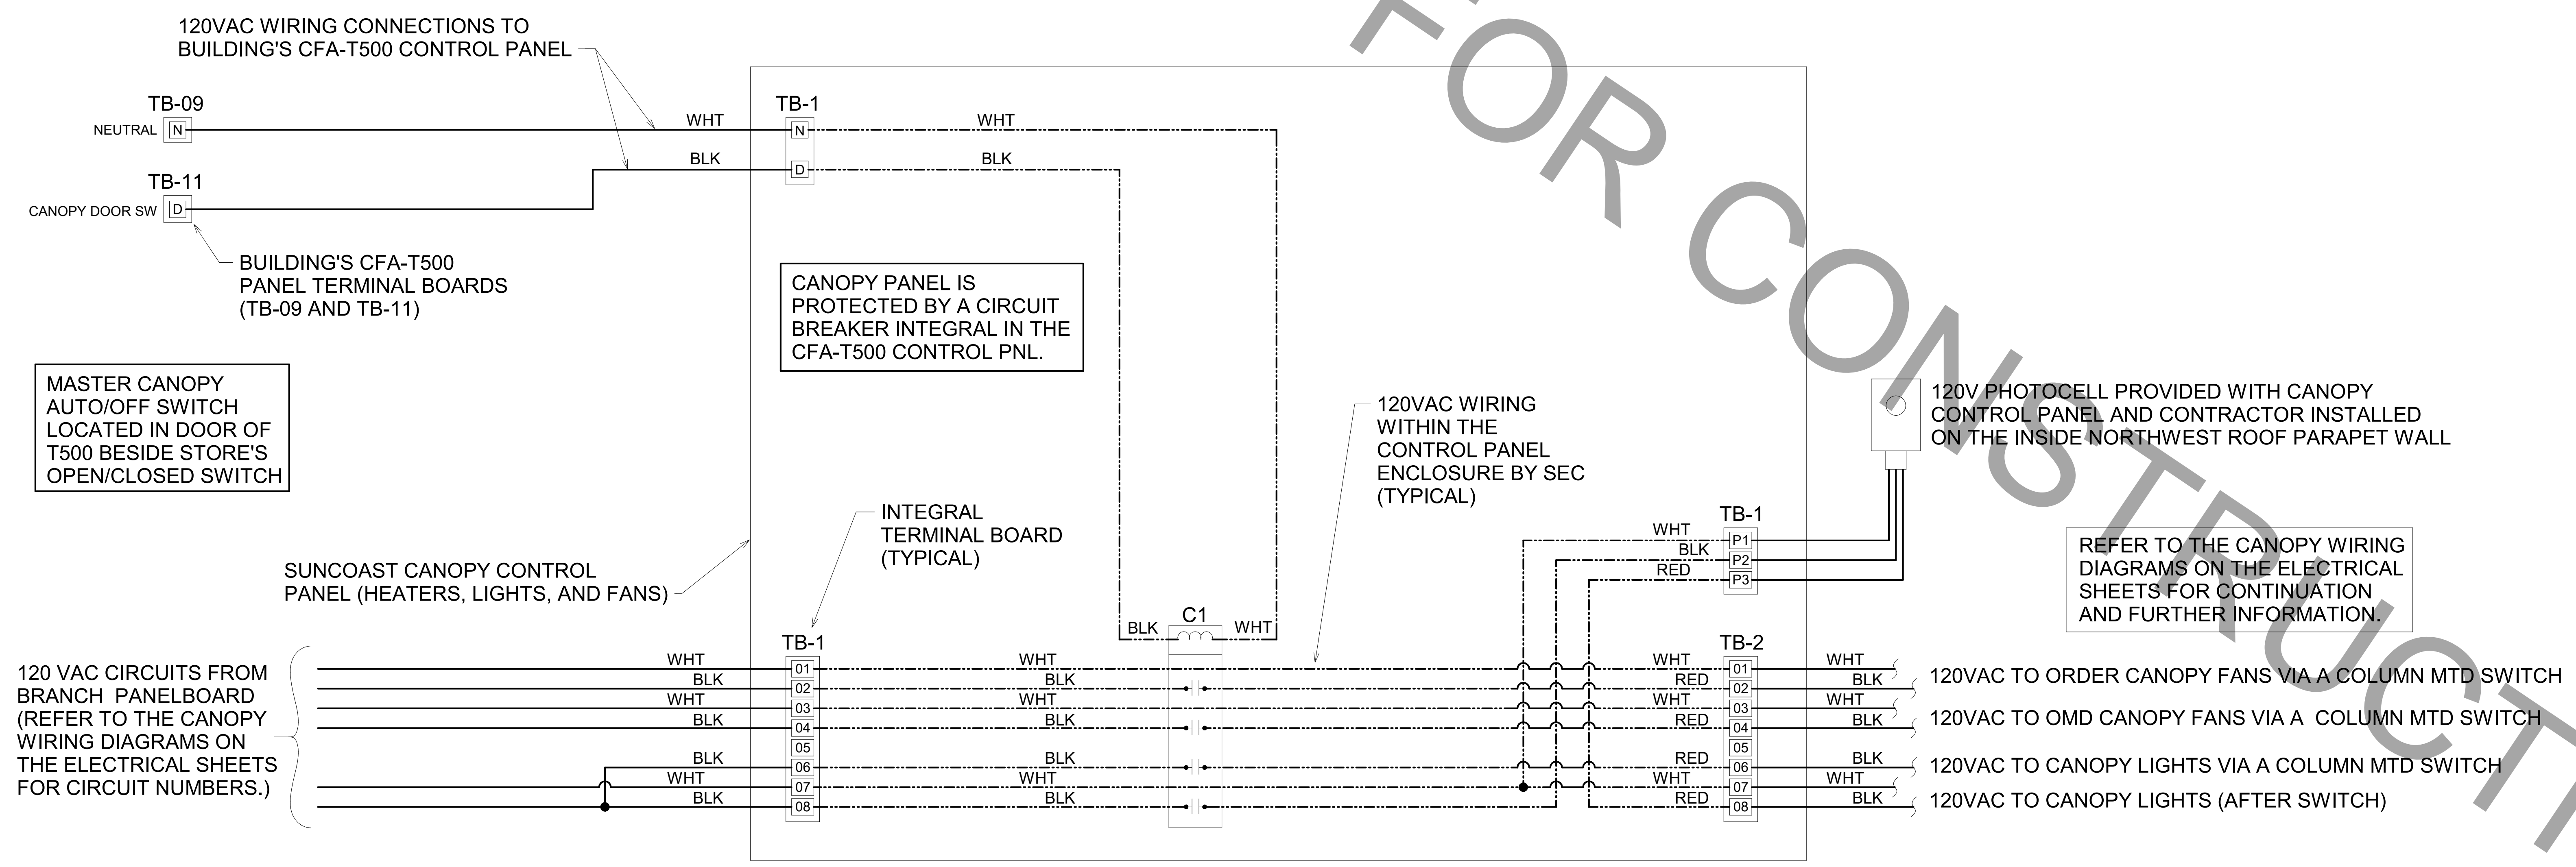 120VAC WIRING CONNECTIONS TO
BUILDING'S CFA-T500 CONTROL PANEL
TB-09
NEUTRAL N
WHT
TB-1
N
WHT
BLK
D
BLK
TB-11
CANOPY DOOR SW D
BUILDING'S CFA-T500
PANEL TERMINAL BOARDS
(TB-09 AND TB-11)
CANOPY PANEL IS
PROTECTED BY A CIRCUIT
BREAKER INTEGRAL IN THE
CFA-T500 CONTROL PNL.
MASTER CANOPY
AUTO/OFF SWITCH
LOCATED IN DOOR OF
T500 BESIDE STORE'S
OPEN/CLOSED SWITCH
120VAC WIRING
WITHIN THE
CONTROL PANEL
ENCLOSURE BY SEC
(TYPICAL)
120V PHOTOCELL PROVIDED WITH CANOPY
CONTROL PANEL AND CONTRACTOR INSTALLED
ON THE INSIDE NORTHWEST ROOF PARAPET WALL
INTEGRAL
TERMINAL BOARD
(TYPICAL)
SUNCOAST CANOPY CONTROL
PANEL (HEATERS, LIGHTS, AND FANS)
TB-1
WHT P1
BLK P2
RED P3
REFER TO THE CANOPY WIRING
DIAGRAMS ON THE ELECTRICAL
SHEETS FOR CONTINUATION
AND FURTHER INFORMATION.
C1
BLK WHT
120 VAC CIRCUITS FROM
BRANCH PANELBOARD
(REFER TO THE CANOPY
WIRING DIAGRAMS ON
THE ELECTRICAL SHEETS
FOR CIRCUIT NUMBERS.)
TB-1
TB-2
WHT 01 WHT WHT 01 WHT
BLK 02 BLK RED 02 BLK
WHT 03 WHT WHT 03 WHT
BLK 04 BLK RED 04 BLK
05 05
BLK 06 BLK RED 06 BLK
WHT 07 WHT WHT 07 WHT
BLK 08 BLK RED 08 BLK
120VAC TO ORDER CANOPY FANS VIA A COLUMN MTD SWITCH
120VAC TO OMD CANOPY FANS VIA A COLUMN MTD SWITCH
120VAC TO CANOPY LIGHTS VIA A COLUMN MTD SWITCH
120VAC TO CANOPY LIGHTS (AFTER SWITCH)
FOR CONSTRUCTI